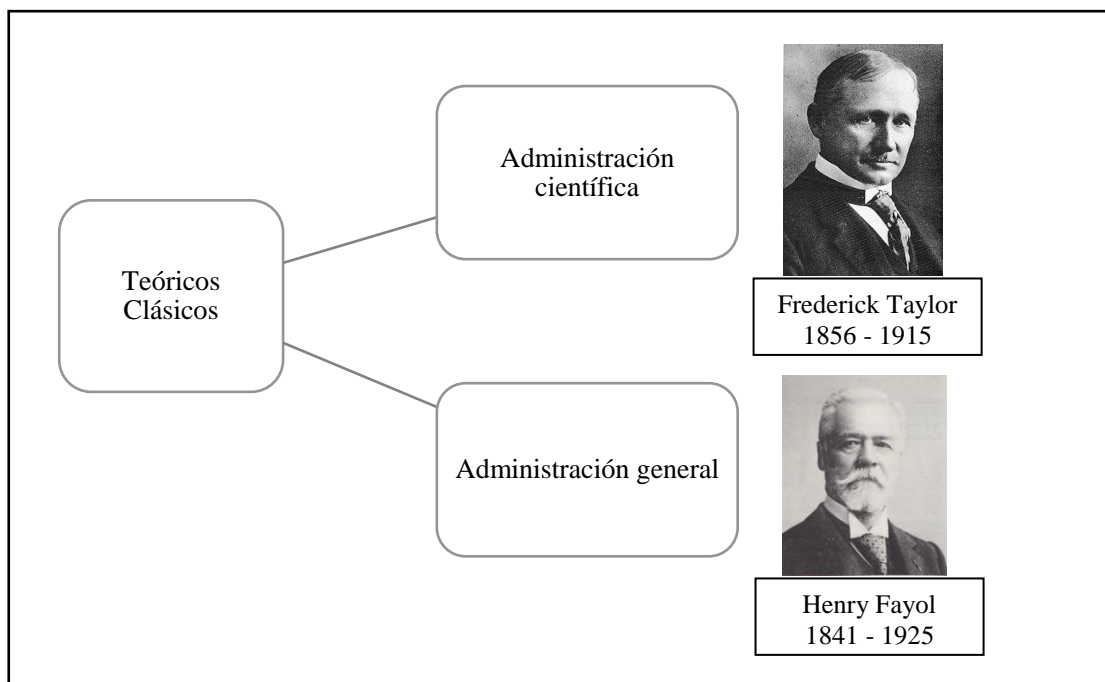 Teóricos
Clásicos
Administración
científica
Frederick Taylor
1856 - 1915
Administración general
Henry Fayol
1841 - 1925